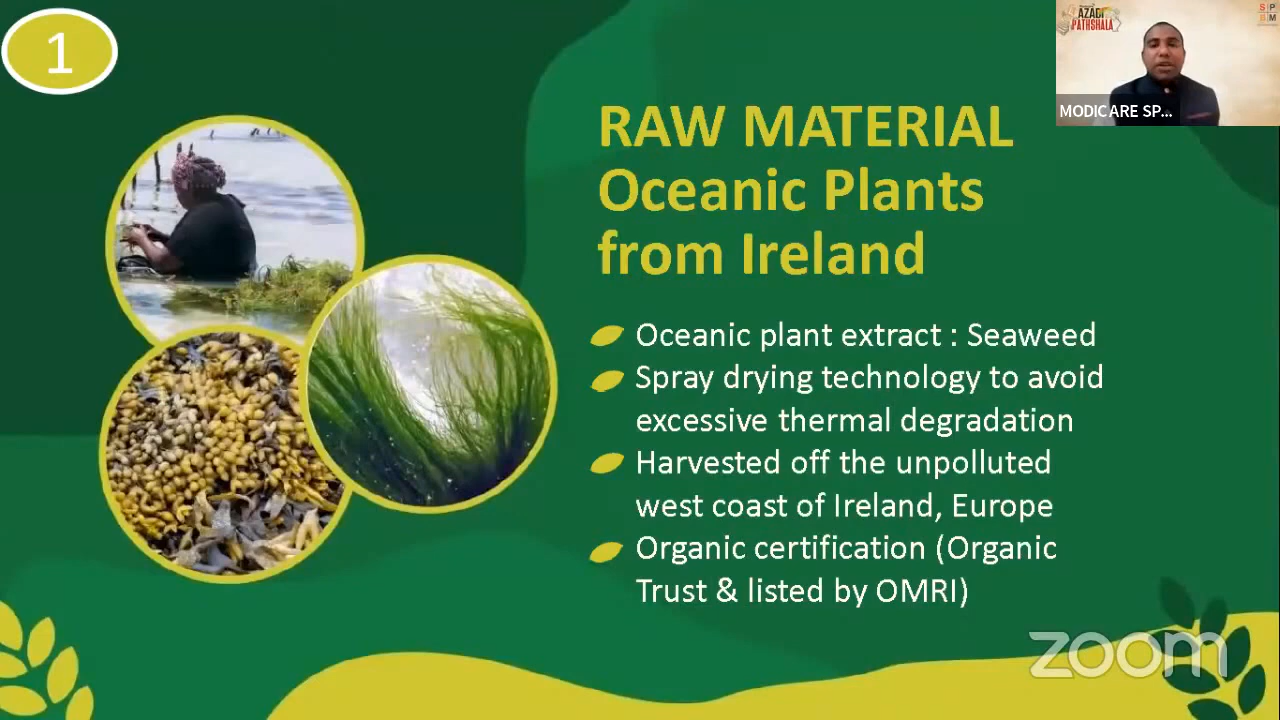 1
AZADI
PATHSHALA
SP
BM
MODICARE SP...
RAW MATERIAL
Oceanic Plants
from Ireland
Oceanic plant extract : Seaweed
Spray drying technology to avoid
excessive thermal degradation
Harvested off the unpolluted
west coast of Ireland, Europe
Organic certification (Organic
Trust & listed by OMRI)
zoom